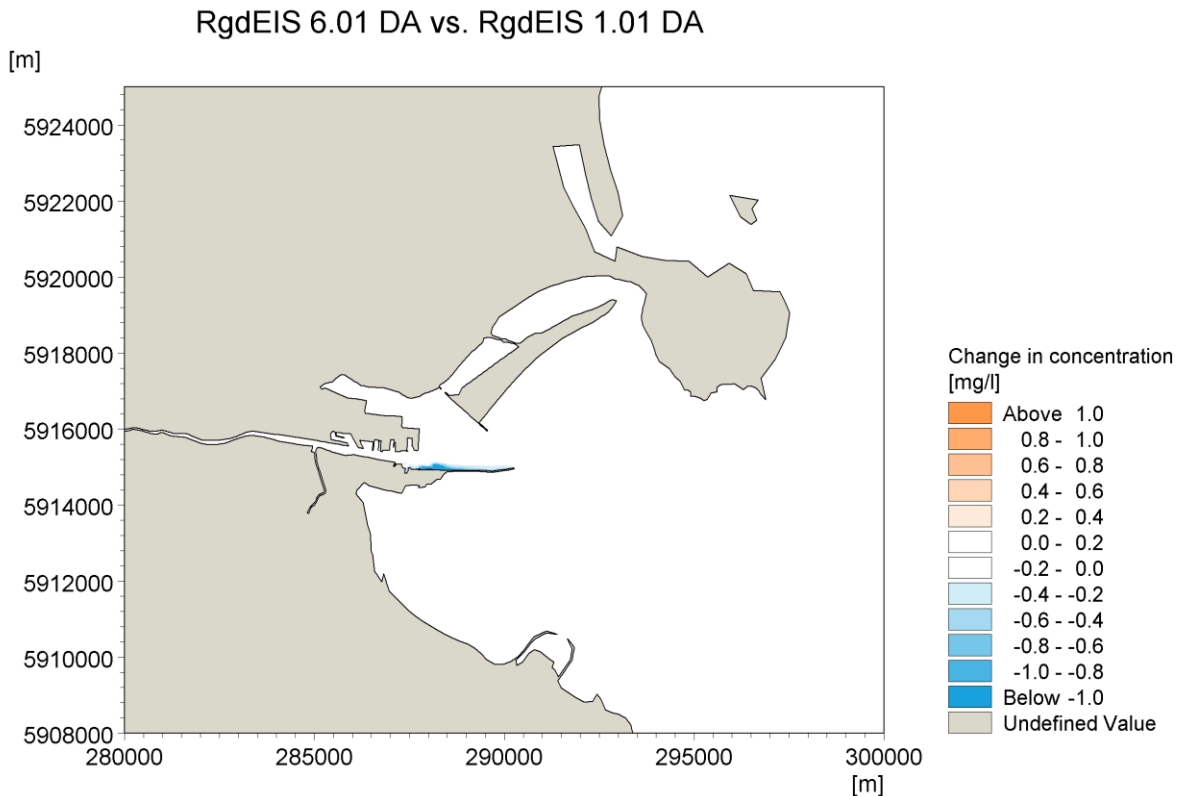 RgdEIS 6.01 DA vs. RgdEIS 1.01 DA
[m]
5924000
5922000
5920000
5918000
5916000
5914000
5912000
5910000
5908000
280000 285000 290000 295000 300000
[m]
Change in concentration
[mg/l]
Above 1.0
0.8 - 1.0
0.6 - 0.8
0.4 - 0.6
0.2 - 0.4
0.0 - 0.2
-0.2 - 0.0
-0.4 - -0.2
-0.6 - -0.4
-0.8 - -0.6
-1.0 - -0.8
Below -1.0
Undefined Value